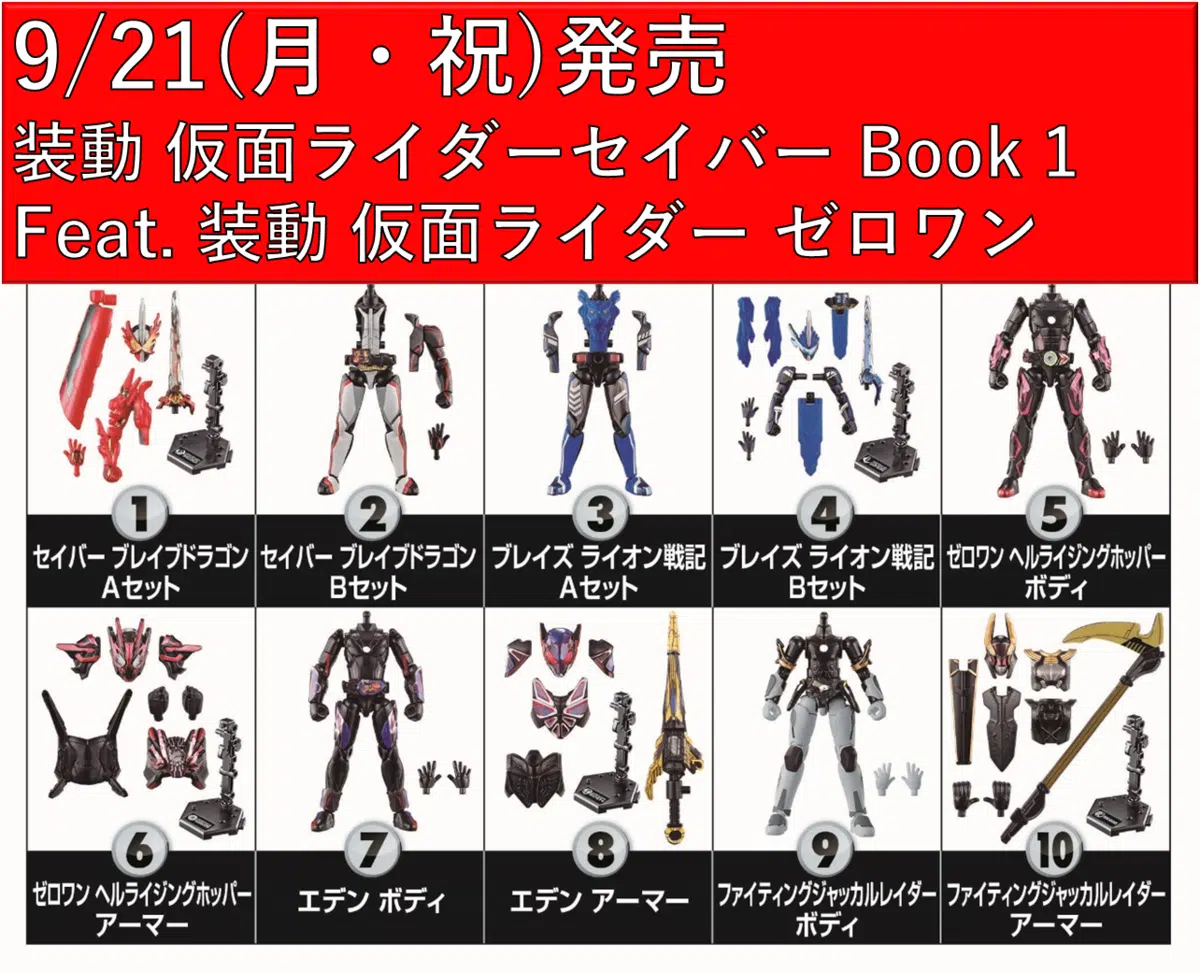 9/21(月・祝)発売
装動 仮面ライダーセイバー Book 1
Feat. 装動 仮面ライダー ゼロワン
1
セイバー ブレイブドラゴン
Aセット
2
セイバー ブレイブドラゴン
Bセット
3
ブレイズ ライオン戦記
Aセット
4
ブレイズ ライオン戦記
Bセット
5
ゼロワン ヘルライジングホッパー
ボディ
6
ゼロワン ヘルライジングホッパー
アーマー
7
エデン ボディ
8
エデン アーマー
9
ファイティングジャッカルレイダー
ボディ
10
ファイティングジャッカルレイダー
アーマー